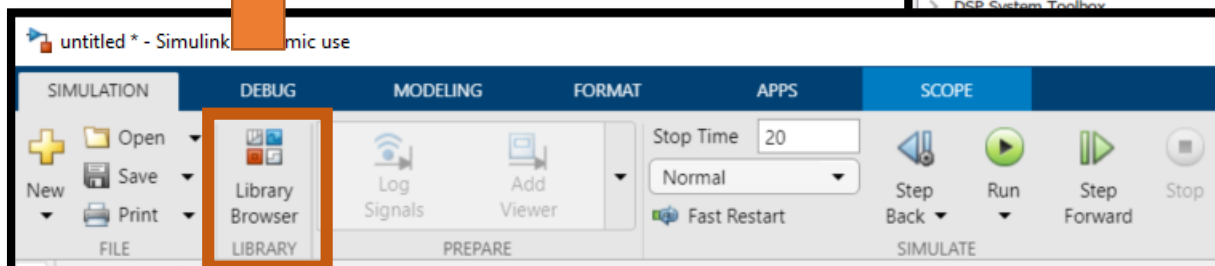 DSP System Toolbox
untitled * - Simulink mic use
SIMULATION DEBUG MODELING FORMAT APPS SCOPE
New
Open
Save
Print
FILE
Library
Browser
LIBRARY
Log
Signals
Add
Viewer
PREPARE
Stop Time 20
Normal
Fast Restart
Step
Back
Run
Step
Forward
Stop
SIMULATE